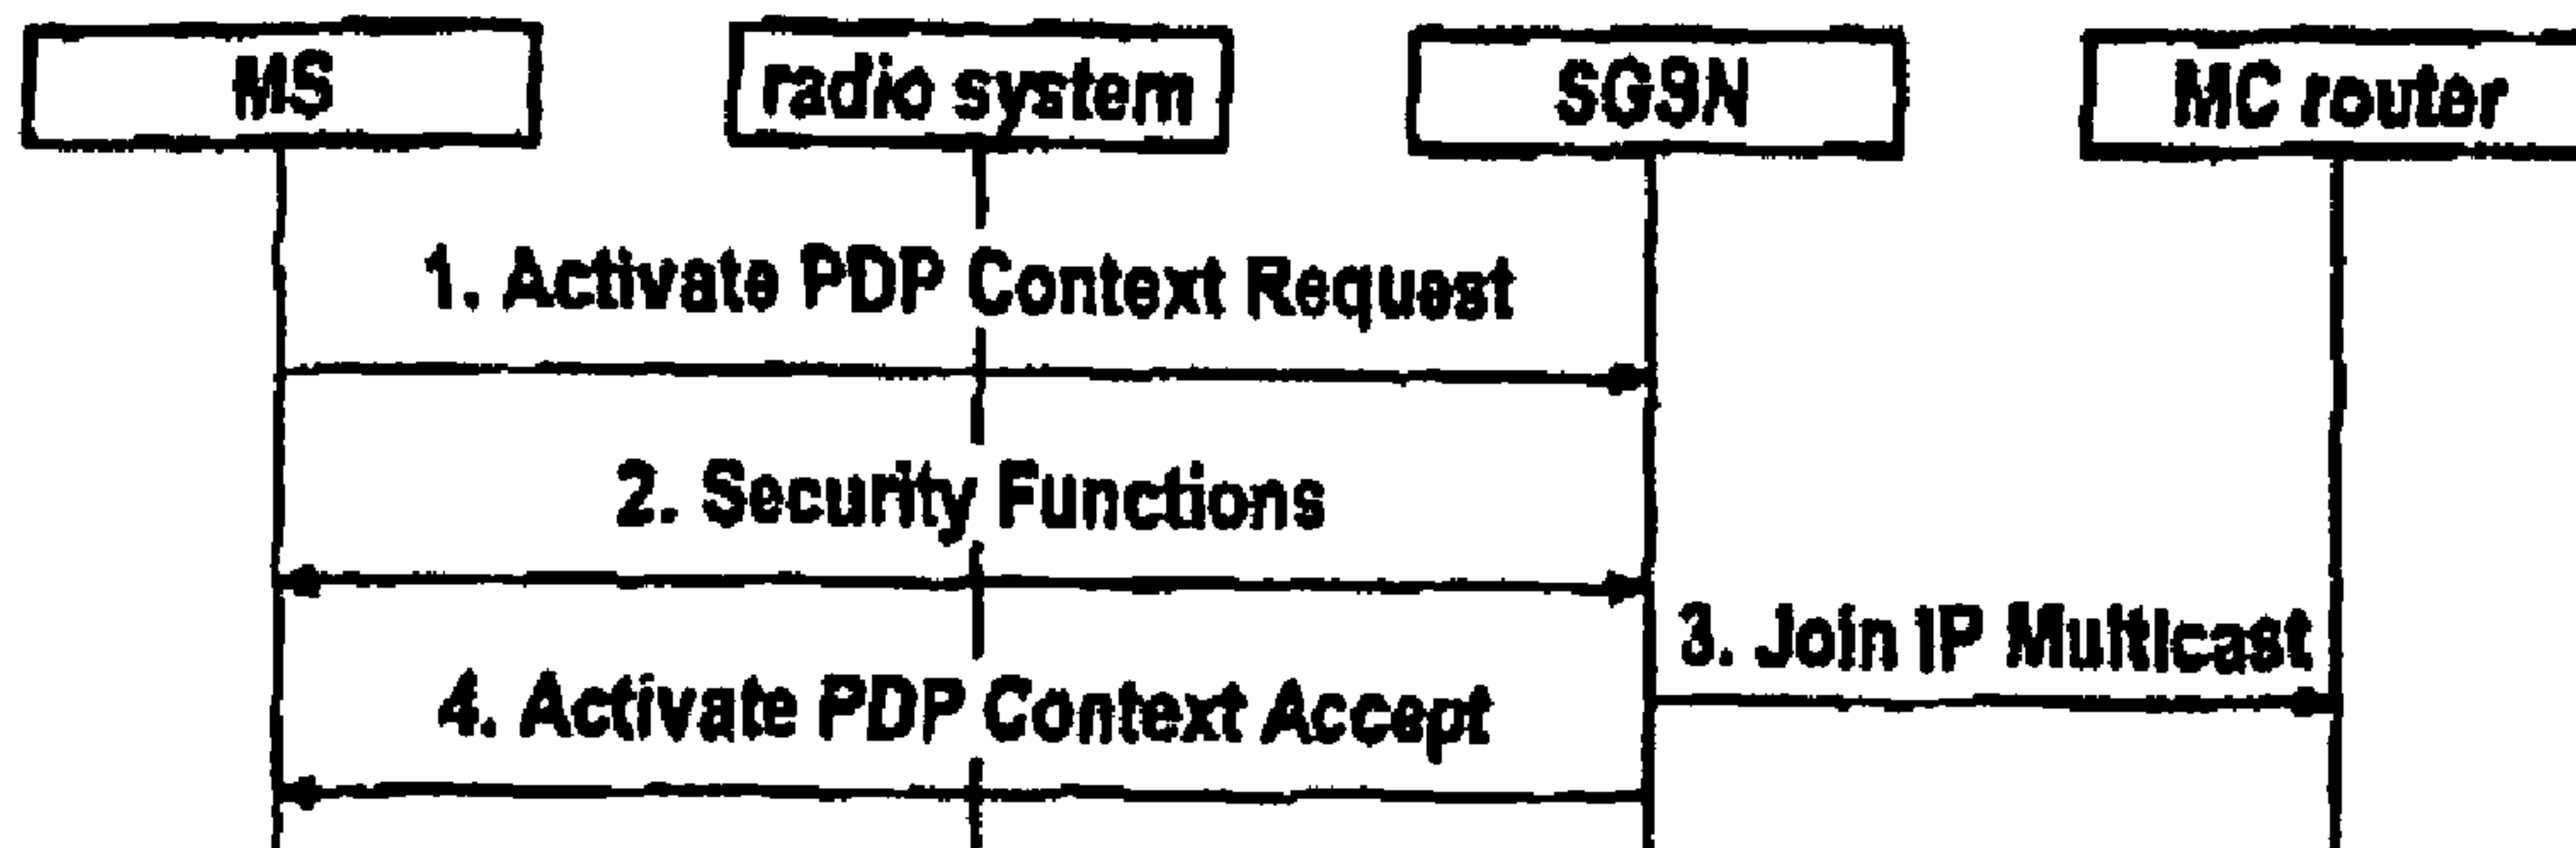 MS
radio system
SGSN
MC router
1. Activate PDP Context Request
2. Security Functions
3. Join IP Multicast
4. Activate PDP Context Accept